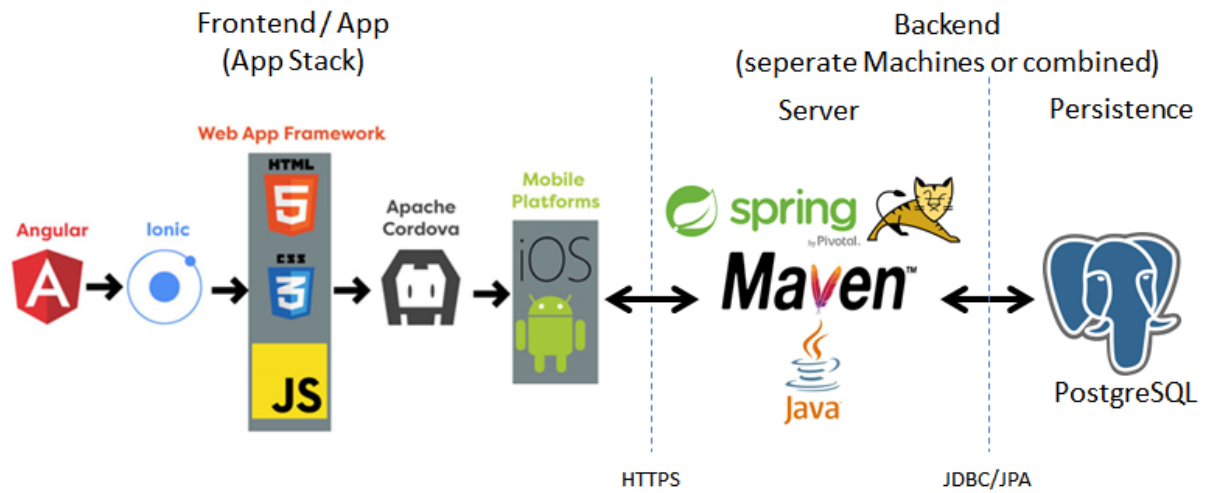 Frontend / App
(App Stack)
Backend
(seperate Machines or combined)
Server
Persistence
Web App Framework
HTML
5
CSS
3
JS
Angular
A
Ionic
Apache
Cordova
Mobile
Platforms
iOS
spring
by Pivotal.
Maven™
Java
PostgreSQL
HTTPS
JDBC/JPA